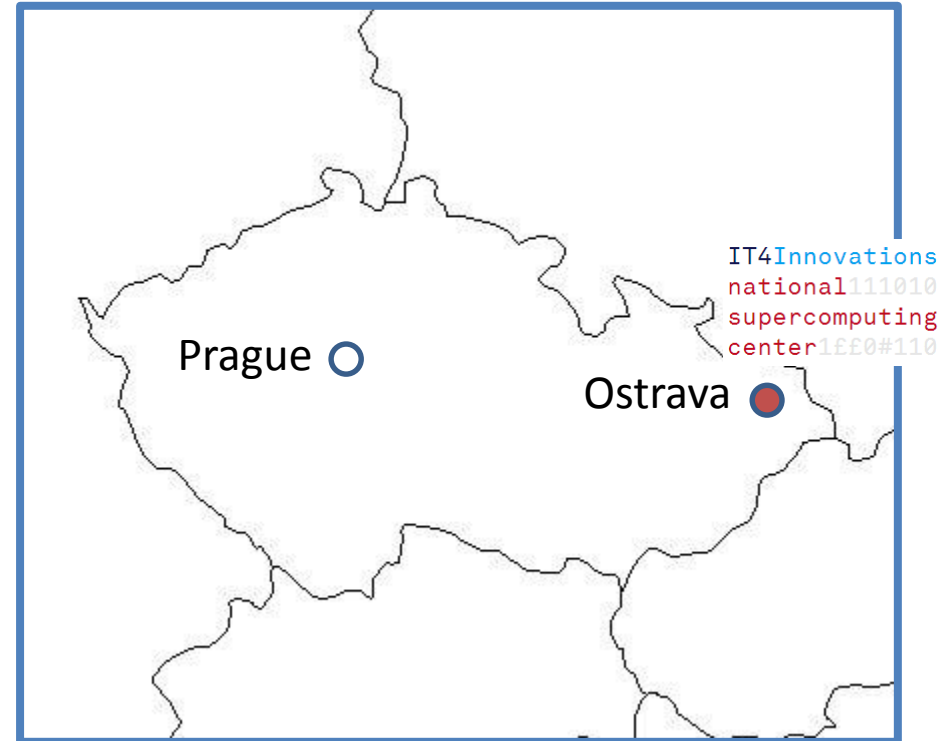 IT4Innovations
national111010
supercomputing
center1££0#110
Prague
Ostrava